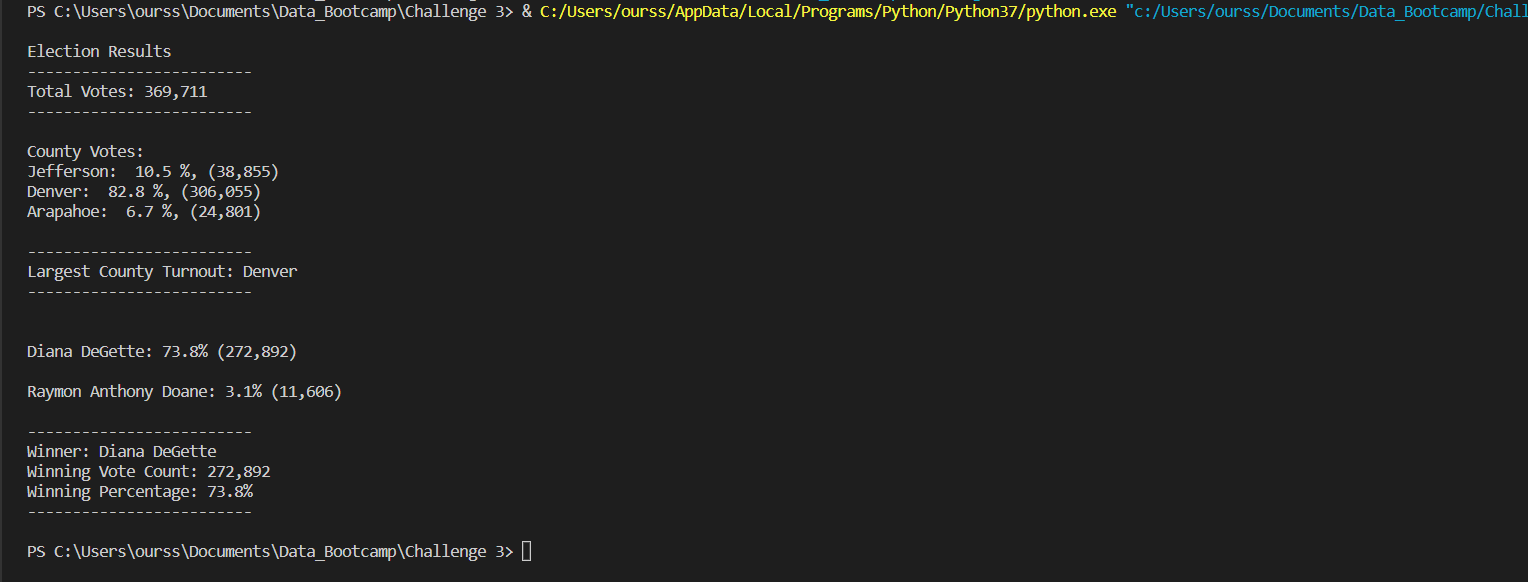 PS C:\Users\ourss\Documents\Data_Bootcamp\Challenge 3> & C:/Users/ourss/AppData/Local/Programs/Python/Python37/python.exe "c:/Users/ourss/Documents/Data_Bootcamp/Chall
Election Results
-------------------------
Total Votes: 369,711
-------------------------
County Votes:
Jefferson:  10.5 %, (38,855)
Denver:  82.8 %, (306,055)
Arapahoe:  6.7 %, (24,801)
-------------------------
Largest County Turnout: Denver
-------------------------
Diana DeGette: 73.8% (272,892)
Raymon Anthony Doane: 3.1% (11,606)
-------------------------
Winner: Diana DeGette
Winning Vote Count: 272,892
Winning Percentage: 73.8%
-------------------------
PS C:\Users\ourss\Documents\Data_Bootcamp\Challenge 3>